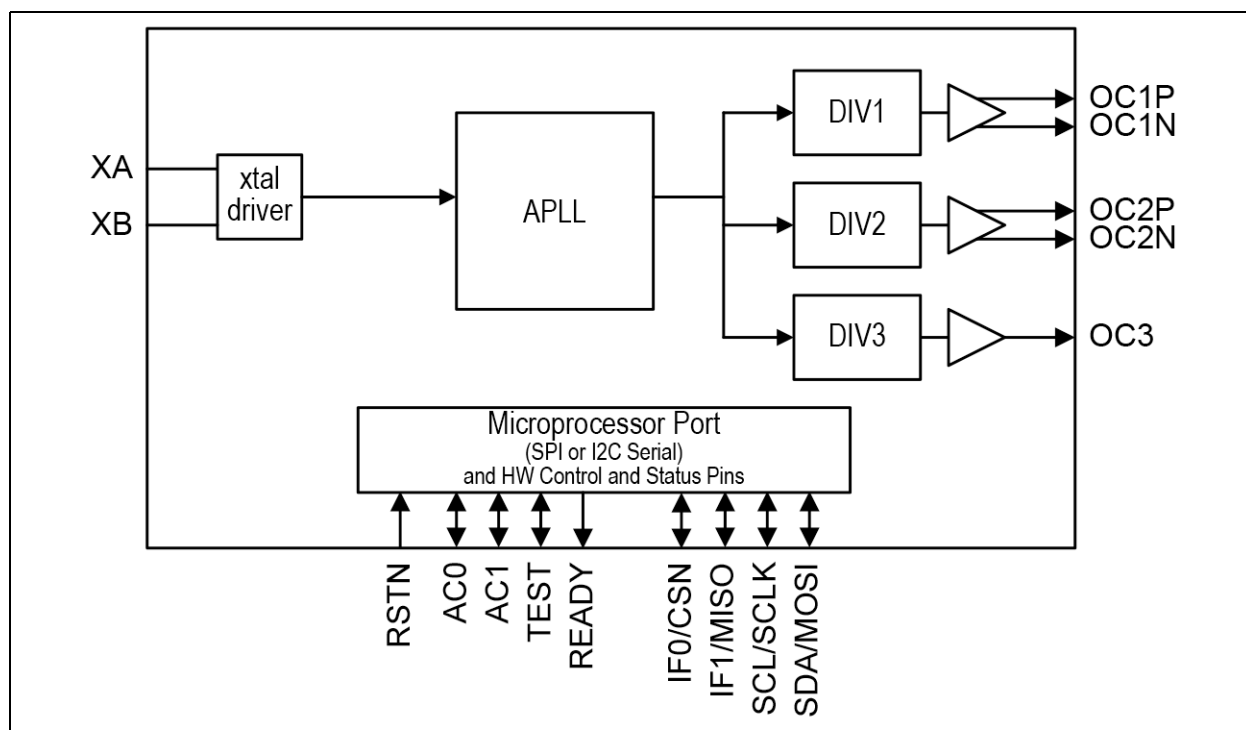 XA
XB
xtal
driver
APLL
DIV1
OC1P
OC1N
DIV2
OC2P
OC2N
DIV3
OC3
Microprocessor Port
(SPI or I2C Serial)
and HW Control and Status Pins
RSTN
AC0
AC1
TEST
READY
IF0/CSN
IF1/MISO
SCL/SCLK
SDA/MOSI